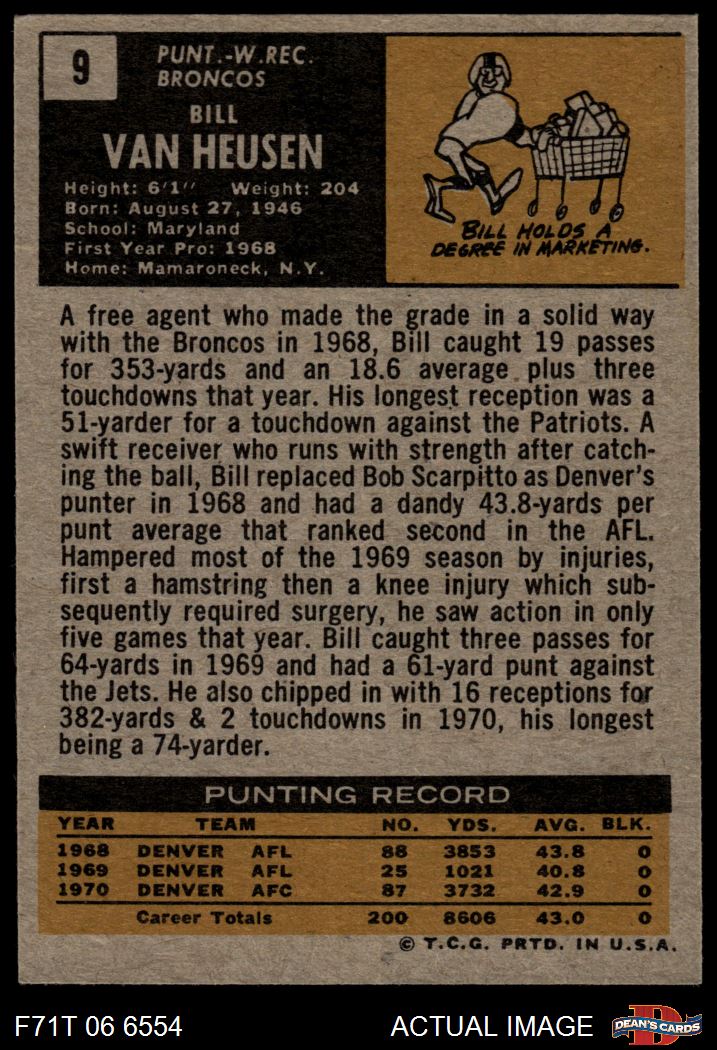 9
PUNT.-W.REC.
BRONCOS
BILL
VAN HEUSEN
Height: 6'1" Weight: 204
Born: August 27, 1946
School: Maryland
First Year Pro: 1968
Home: Mamaroneck, N.Y.
BILL HOLDS A
DEGREE IN MARKETING.
A free agent who made the grade in a solid way
with the Broncos in 1968, Bill caught 19 passes
for 353-yards and an 18.6 average plus three
touchdowns that year. His longest reception was a
51-yarder for a touchdown against the Patriots. A
swift receiver who runs with strength after catch-
ing the ball, Bill replaced Bob Scarpitto as Denver's
punter in 1968 and had a dandy 43.8-yards per
punt average that ranked second in the AFL.
Hampered most of the 1969 season by injuries,
first a hamstring then a knee injury which sub-
sequently required surgery, he saw action in only
five games that year. Bill caught three passes for
64-yards in 1969 and had a 61-yard punt against
the Jets. He also chipped in with 16 receptions for
382-yards & 2 touchdowns in 1970, his longest
being a 74-yarder.
PUNTING RECORD
YEAR TEAM NO. YDS. AVG. BLK.
1968 DENVER AFL 88 3853 43.8 0
1969 DENVER AFL 25 1021 40.8 0
1970 DENVER AFC 87 3732 42.9 0
Career Totals 200 8606 43.0 0
© T.C.G. PRTD. IN U.S.A.
F71T 06 6554 ACTUAL IMAGE
D
DEAN'S CARDS